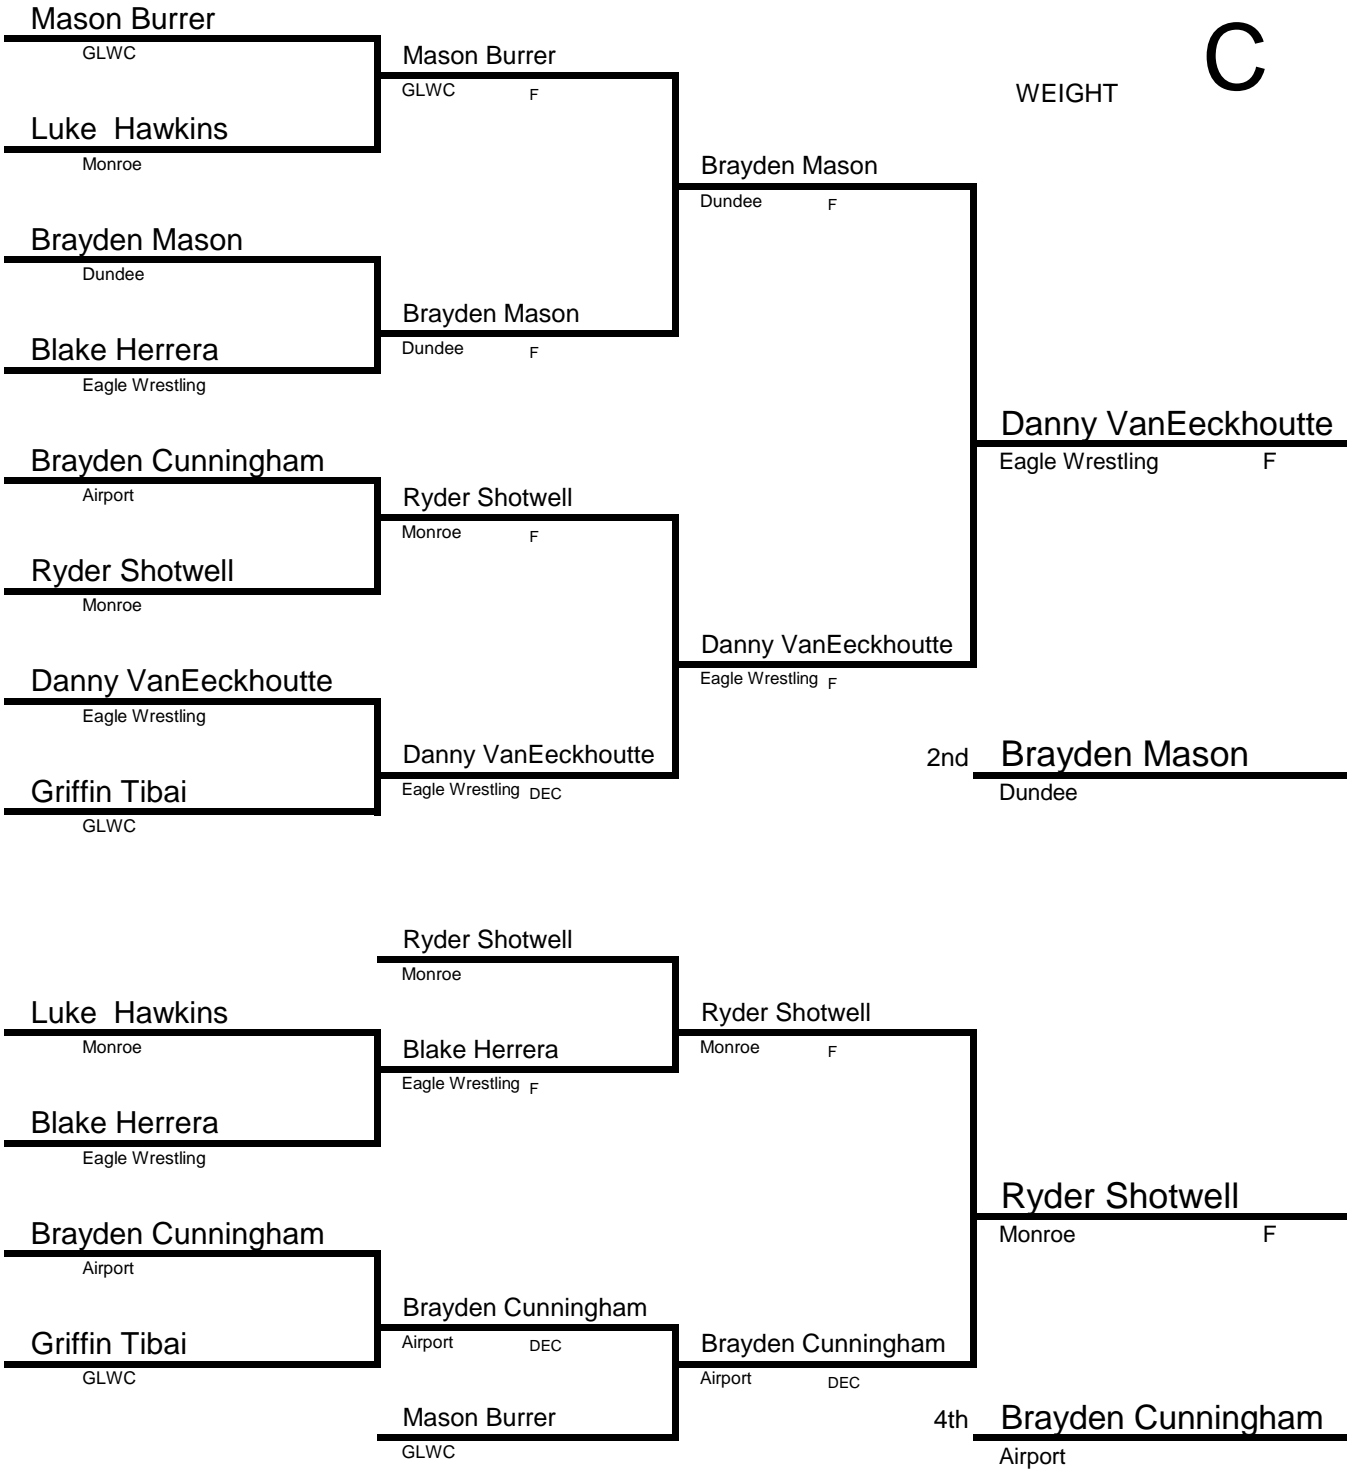 Mason Burrer
GLWC
Mason Burrer
GLWC F
C
WEIGHT
Luke  Hawkins
Monroe
Brayden Mason
Dundee F
Brayden Mason
Dundee
Brayden Mason
Dundee F
Blake Herrera
Eagle Wrestling
Danny VanEeckhoutte
Eagle Wrestling F
Brayden Cunningham
Airport
Ryder Shotwell
Monroe F
Ryder Shotwell
Monroe
Danny VanEeckhoutte
Eagle Wrestling F
Danny VanEeckhoutte
Eagle Wrestling
Danny VanEeckhoutte
Eagle Wrestling DEC
2nd Brayden Mason
Dundee
Griffin Tibai
GLWC
Ryder Shotwell
Monroe
Luke  Hawkins
Monroe
Ryder Shotwell
Monroe F
Blake Herrera
Eagle Wrestling F
Blake Herrera
Eagle Wrestling
Ryder Shotwell
Monroe F
Brayden Cunningham
Airport
Brayden Cunningham
Airport DEC
Griffin Tibai
GLWC
Brayden Cunningham
Airport DEC
Mason Burrer
GLWC
4th Brayden Cunningham
Airport